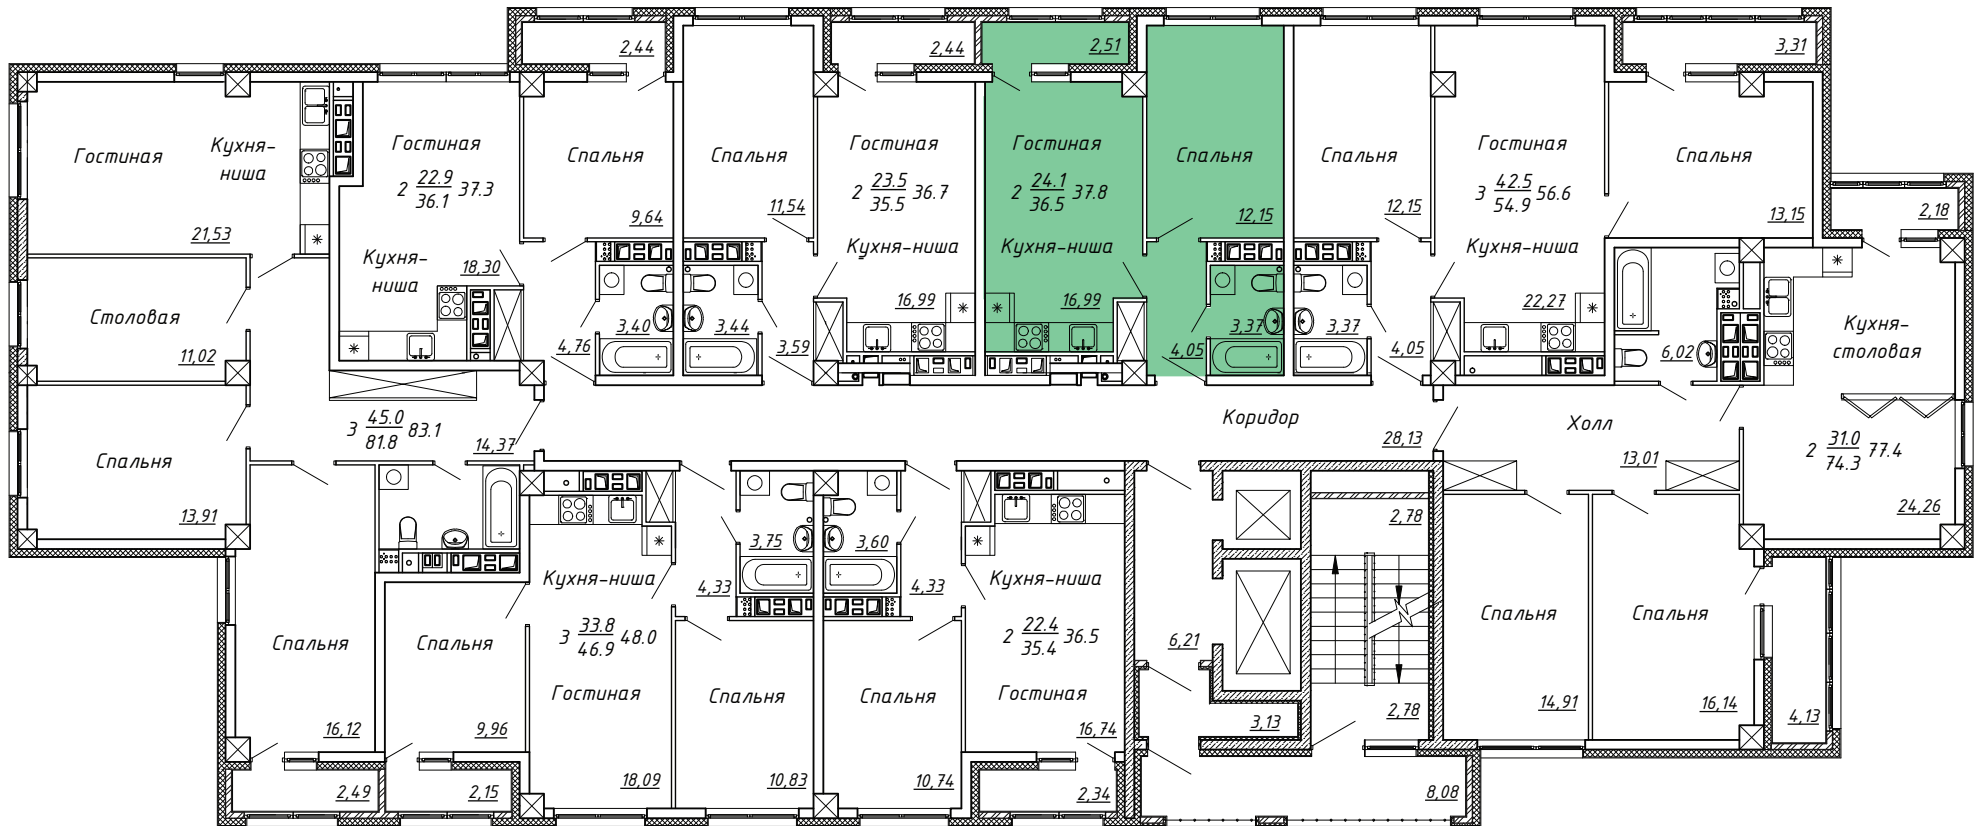 2,44
2,44
2,51
3,31
Гостиная
Кухня-
ниша
21,53
Гостиная
2 22.9 37.3
36.1
Кухня-
ниша
18,30
Спальня
9,64
Спальня
11,54
Гостиная
2 23.5 36.7
35.5
Кухня-ниша
16,99
Гостиная
2 24.1 37.8
36.5
Кухня-ниша
16,99
Спальня
12,15
Спальня
12,15
Гостиная
3 42.5 56.6
54.9
Кухня-ниша
22,27
Спальня
13,15
2,18
Столовая
11,02
3,40
4,76
3,44
3,59
3,37
4,05
3,37
4,05
6,02
Кухня-
столовая
3 45.0 83.1
81.8
14,37
Коридор
28,13
Холл
13,01
2 31.0 77.4
74.3
24,26
Спальня
13,91
Спальня
16,12
Спальня
9,96
Кухня-ниша
3 33.8 48.0
46.9
Гостиная
18,09
3,75
4,33
Спальня
10,83
3,60
4,33
Спальня
10,74
Кухня-ниша
2 22.4 36.5
35.4
Гостиная
16,74
6,21
3,13
2,78
2,78
Спальня
14,91
Спальня
16,14
4,13
2,49
2,15
2,34
8,08